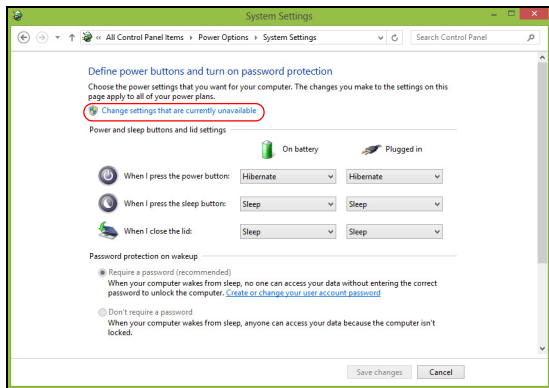 System Settings
« All Control Panel Items › Power Options › System Settings
Search Control Panel
Define power buttons and turn on password protection
Choose the power settings that you want for your computer. The changes you make to the settings on this
page apply to all of your power plans.
Change settings that are currently unavailable
Power and sleep buttons and lid settings
On battery Plugged in
When I press the power button: Hibernate Hibernate
When I press the sleep button: Sleep Sleep
When I close the lid: Sleep Sleep
Password protection on wakeup
Require a password (recommended)
When your computer wakes from sleep, no one can access your data without entering the correct
password to unlock the computer. Create or change your user account password
Don't require a password
When your computer wakes from sleep, anyone can access your data because the computer isn't
locked.
Save changes Cancel